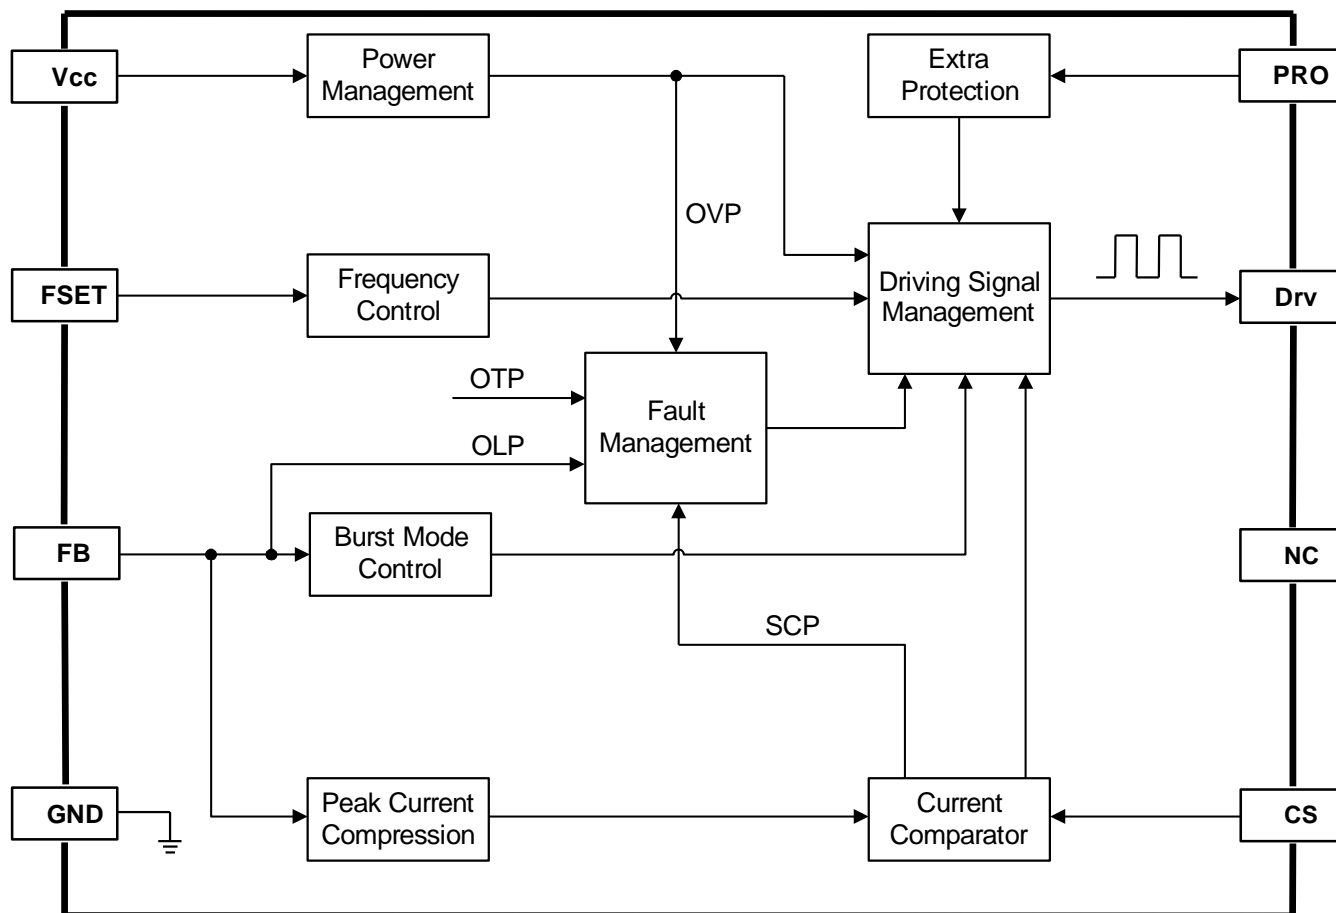 Vcc
Power
Management
Extra
Protection
PRO
OVP
FSET
Frequency
Control
Driving Signal
Management
Drv
OTP
Fault
Management
OLP
FB
Burst Mode
Control
NC
SCP
GND
Peak Current
Compression
Current
Comparator
CS